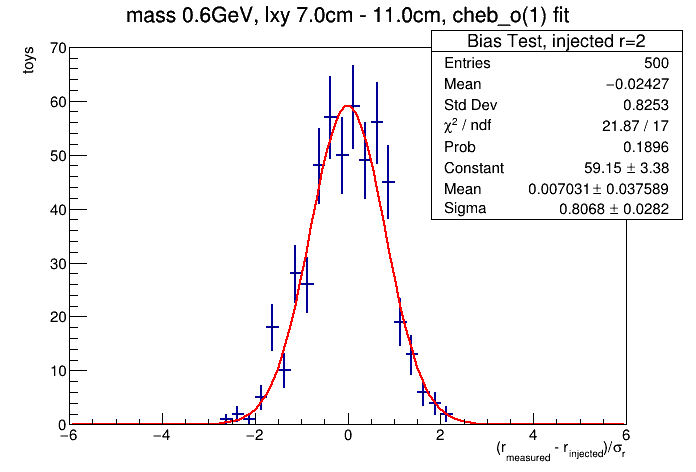 mass 0.6GeV, lxy 7.0cm - 11.0cm, cheb_o(1) fit
toys
Bias Test, injected r=2
Entries 500
Mean −0.02427
Std Dev 0.8253
χ² / ndf 21.87 / 17
Prob 0.1896
Constant 59.15 ± 3.38
Mean 0.007031 ± 0.037589
Sigma 0.8068 ± 0.0282
70
60
50
40
30
20
10
0
−6 −4 −2 0 2 4 6
(r_measured - r_injected)/σ_r